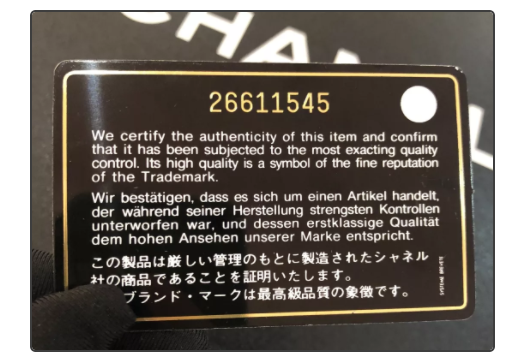 CHANEL
26611545
We certify the authenticity of this item and confirm
that it has been subjected to the most exacting quality
control. Its high quality is a symbol of the fine reputation
of the Trademark.
Wir bestätigen, dass es sich um einen Artikel handelt,
der während seiner Herstellung strengsten Kontrollen
unterworfen war, und dessen erstklassige Qualität
dem hohen Ansehen unserer Marke entspricht.
この製品は厳しい管理のもとに製造されたシャネル
社の商品であることを証明いたします。
ブランド・マークは最高級品質の象徴です。